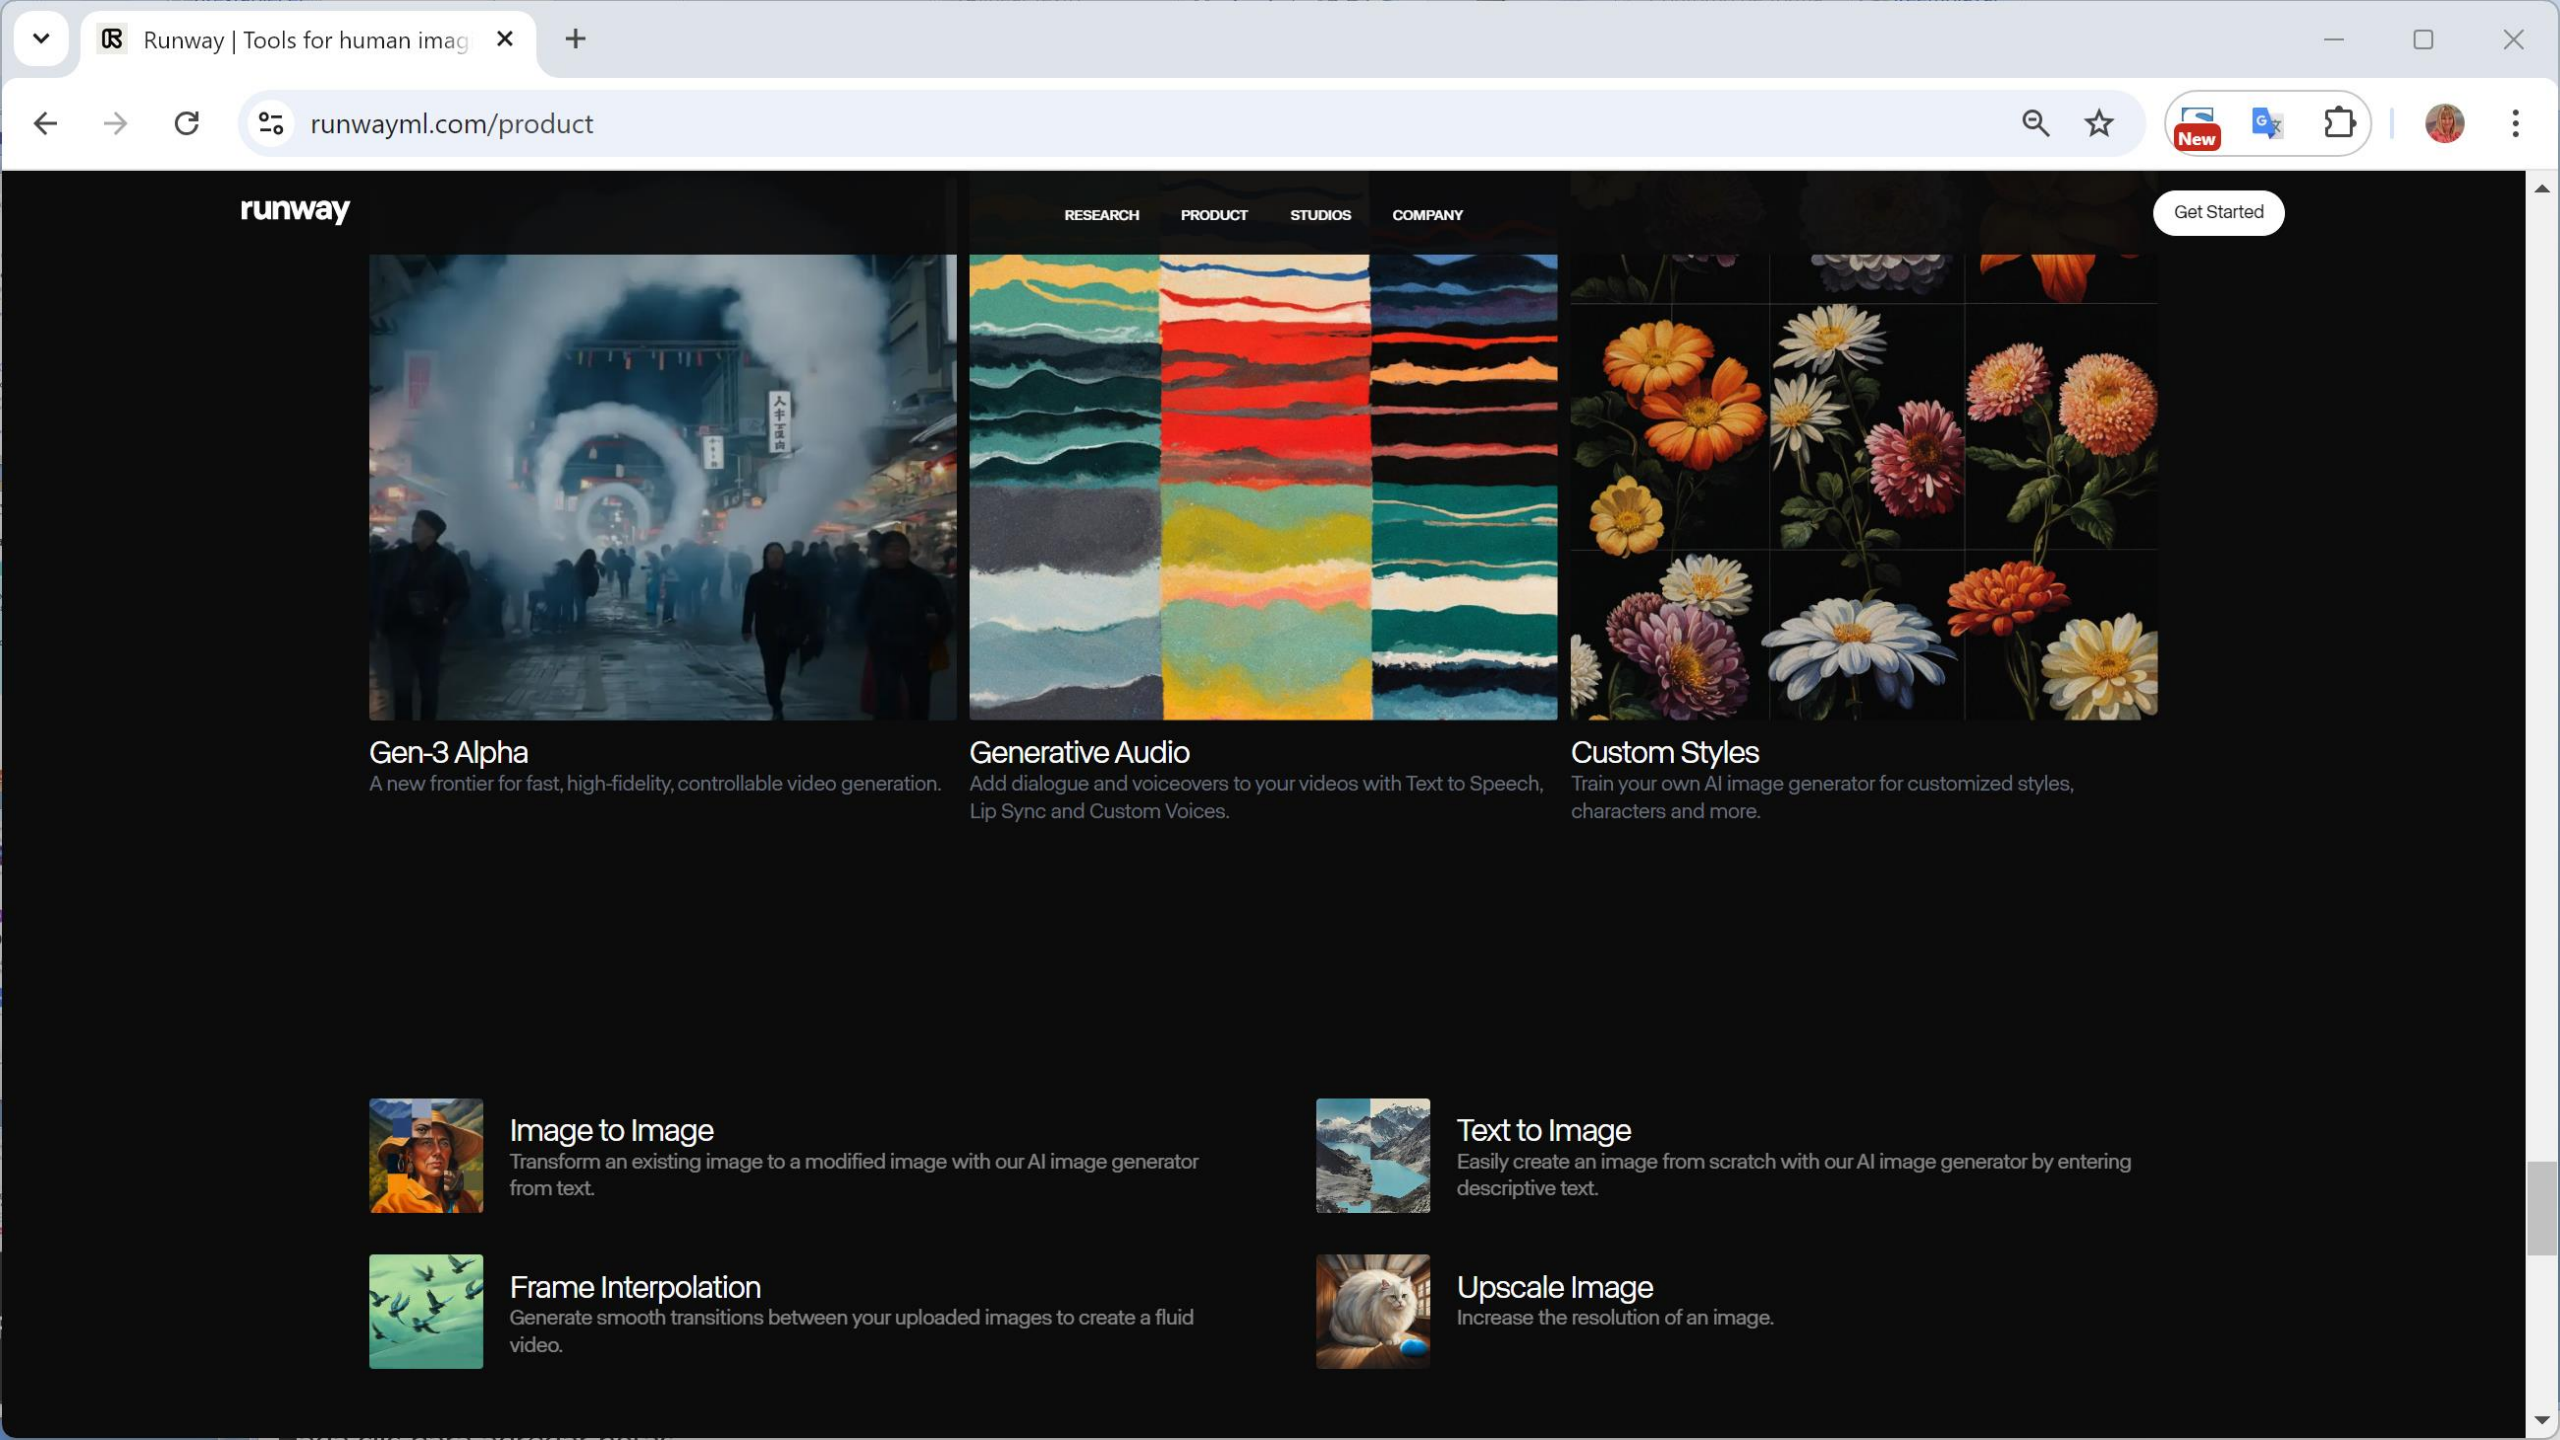 Runway | Tools for human imag
runwayml.com/product
New
runway
RESEARCH PRODUCT STUDIOS COMPANY
Get Started
Gen-3 Alpha
A new frontier for fast, high-fidelity, controllable video generation.
Generative Audio
Add dialogue and voiceovers to your videos with Text to Speech,
Lip Sync and Custom Voices.
Custom Styles
Train your own AI image generator for customized styles,
characters and more.
Image to Image
Transform an existing image to a modified image with our AI image generator
from text.
Text to Image
Easily create an image from scratch with our AI image generator by entering
descriptive text.
Frame Interpolation
Generate smooth transitions between your uploaded images to create a fluid
video.
Upscale Image
Increase the resolution of an image.